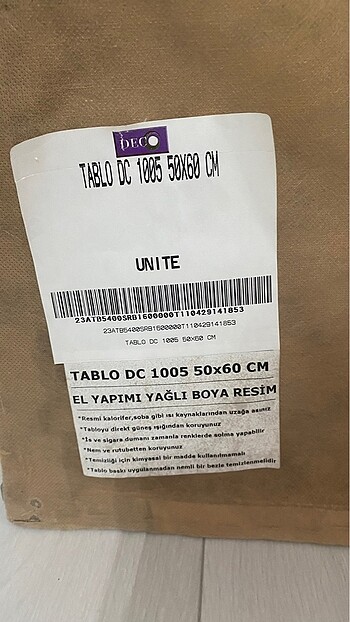 DECO
TABLO DC 1005 50X60 CM
UNITE
23ATB5400SRB1600000T110429141853
23ATB5400SRB1600000T110429141853
TABLO DC 1005 50x60 CM
TABLO DC 1005 50x60 CM
EL YAPIMI YAĞLI BOYA RESİM
*Resmi kalorifer,soba gibi ısı kaynaklarından uzağa asınız
*Tabloyu direkt güneş ışığından koruyunuz
*İs ve sigara dumanı zamanla renklerde solma yapabilir
*Nem ve rutubetten koruyunuz
*Temizliği için kimyasal bir madde kullanılmamalı
*Tablo baskı uygulanmadan nemli bir bezle temizlenmelidir